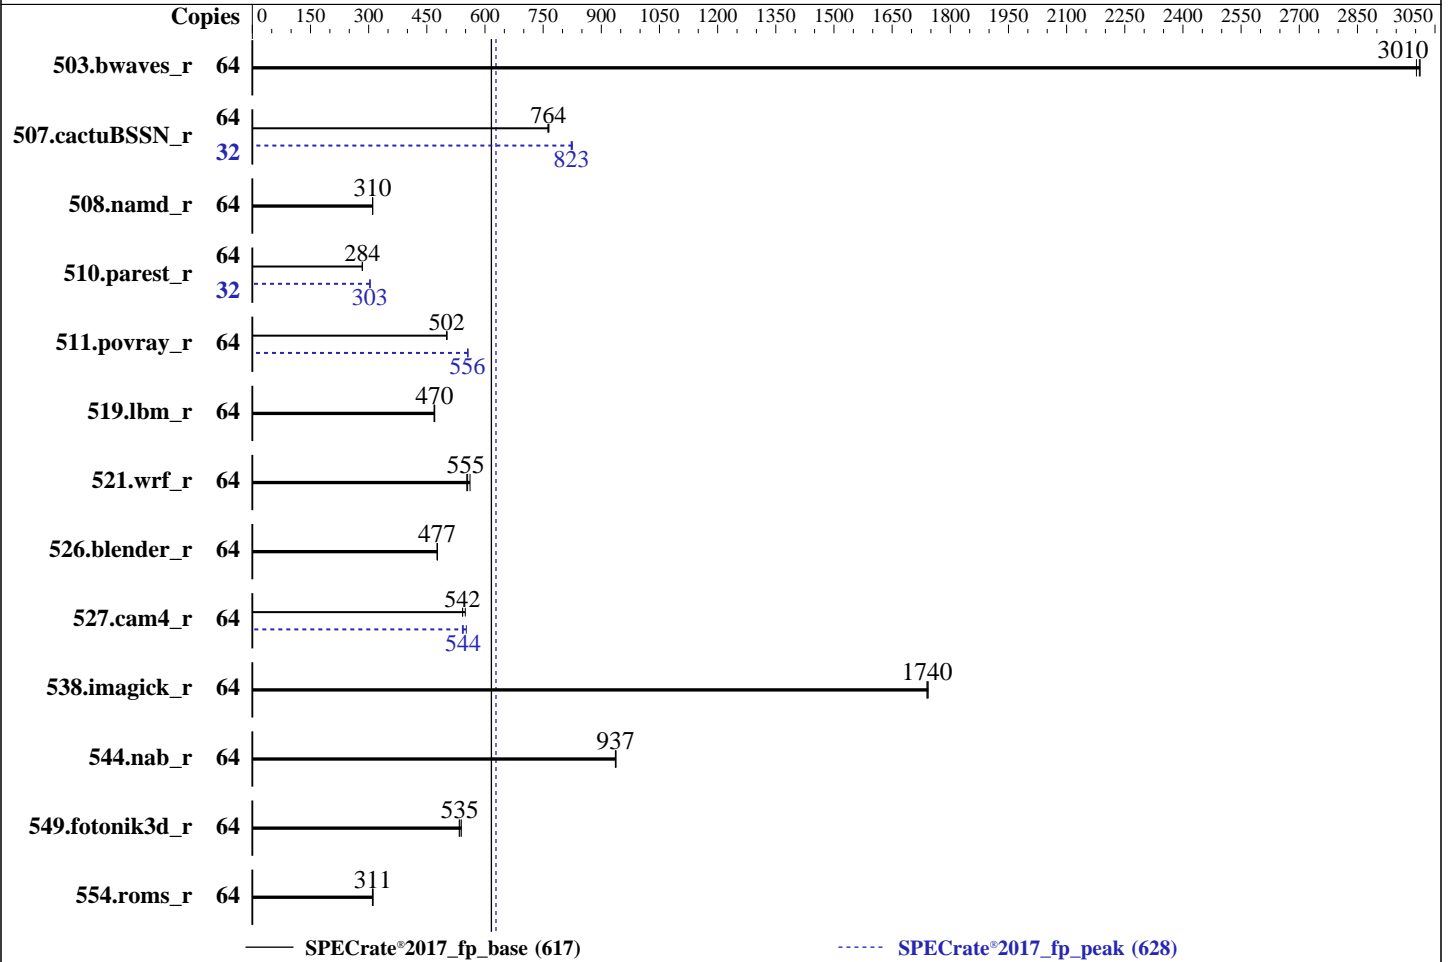 Copies 0 150 300 450 600 750 900 1050 1200 1350 1500 1650 1800 1950 2100 2250 2400 2550 2700 2850 3050
503.bwaves_r 64 3010
507.cactuBSSN_r 64 764
32 823
508.namd_r 64 310
510.parest_r 64 284
32 303
511.povray_r 64 502
556
519.lbm_r 64 470
521.wrf_r 64 555
526.blender_r 64 477
527.cam4_r 64 542
544
538.imagick_r 64 1740
544.nab_r 64 937
549.fotonik3d_r 64 535
554.roms_r 64 311
SPECrate®2017_fp_base (617) SPECrate®2017_fp_peak (628)